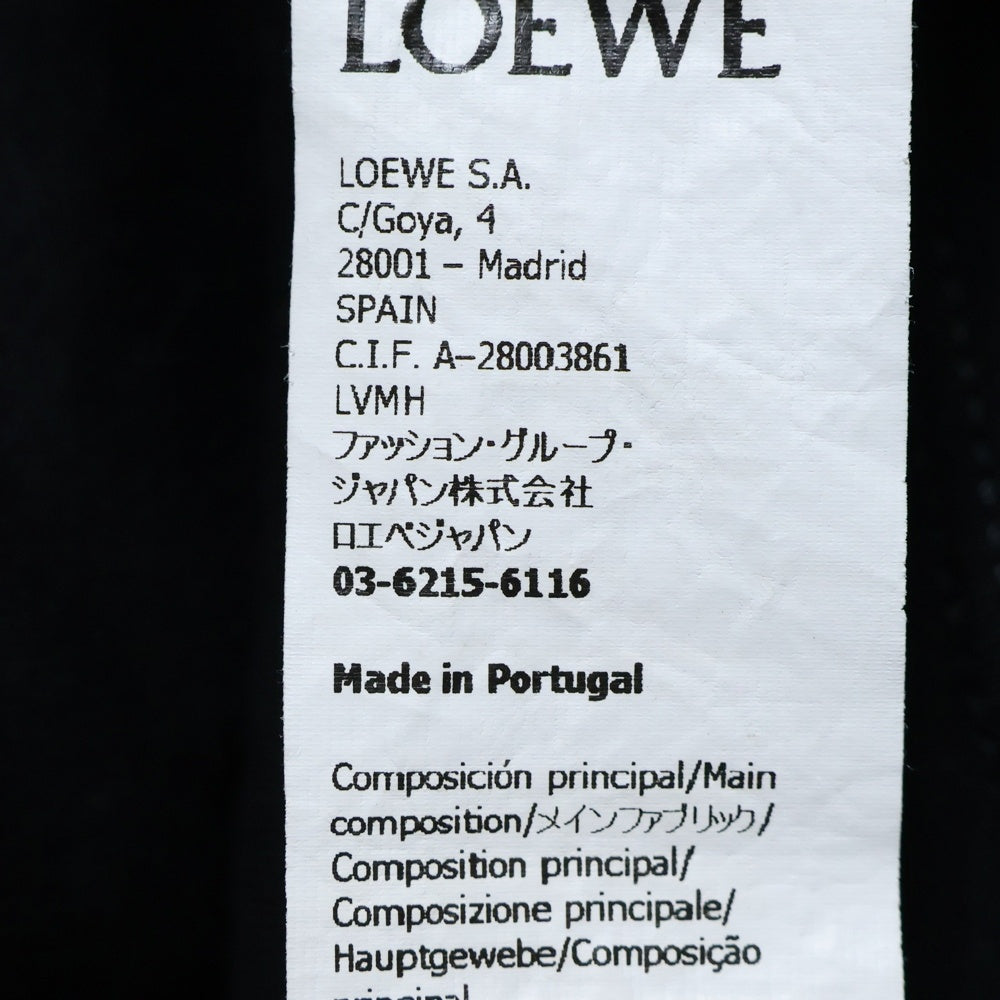 LOEWE
LOEWE S.A.
C/Goya, 4
28001 – Madrid
SPAIN
C.I.F. A–28003861
LVMH
ファッション・グループ・
ジャパン株式会社
ロエベジャパン
03-6215-6116
Made in Portugal
Composición principal/Main
composition/メインファブリック/
Composition principal/
Composizione principale/
Hauptgewebe/Composição
principal